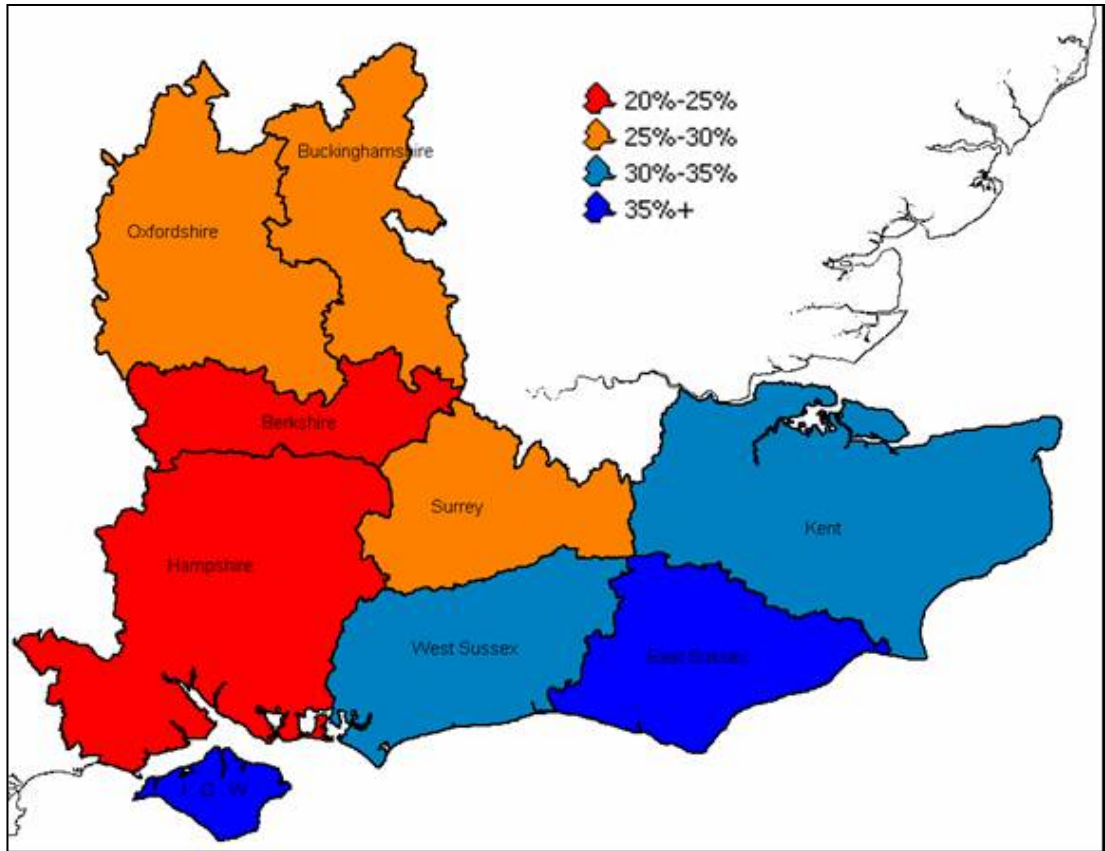 20%-25%
25%-30%
30%-35%
35%+
Buckinghamshire
Oxfordshire
Berkshire
Surrey
Kent
Hampshire
West Sussex
East Sussex
I O W